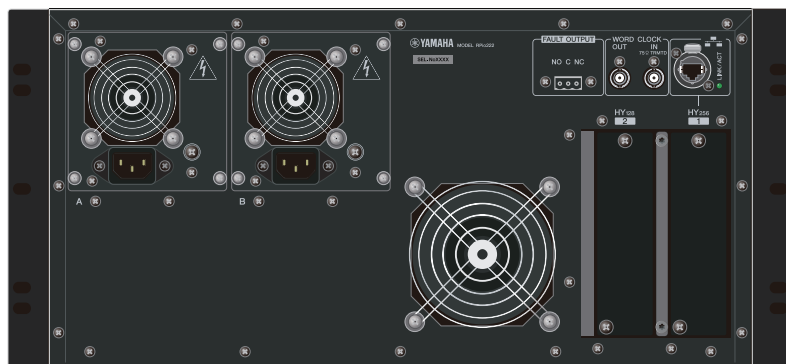 YAMAHA MODEL RPio222
SEL.No.XXXX
FAULT OUTPUT
NO C NC
WORD CLOCK
OUT IN
75Ω TRMTD
LINK/ACT
HY128
2
HY256
1
A
B